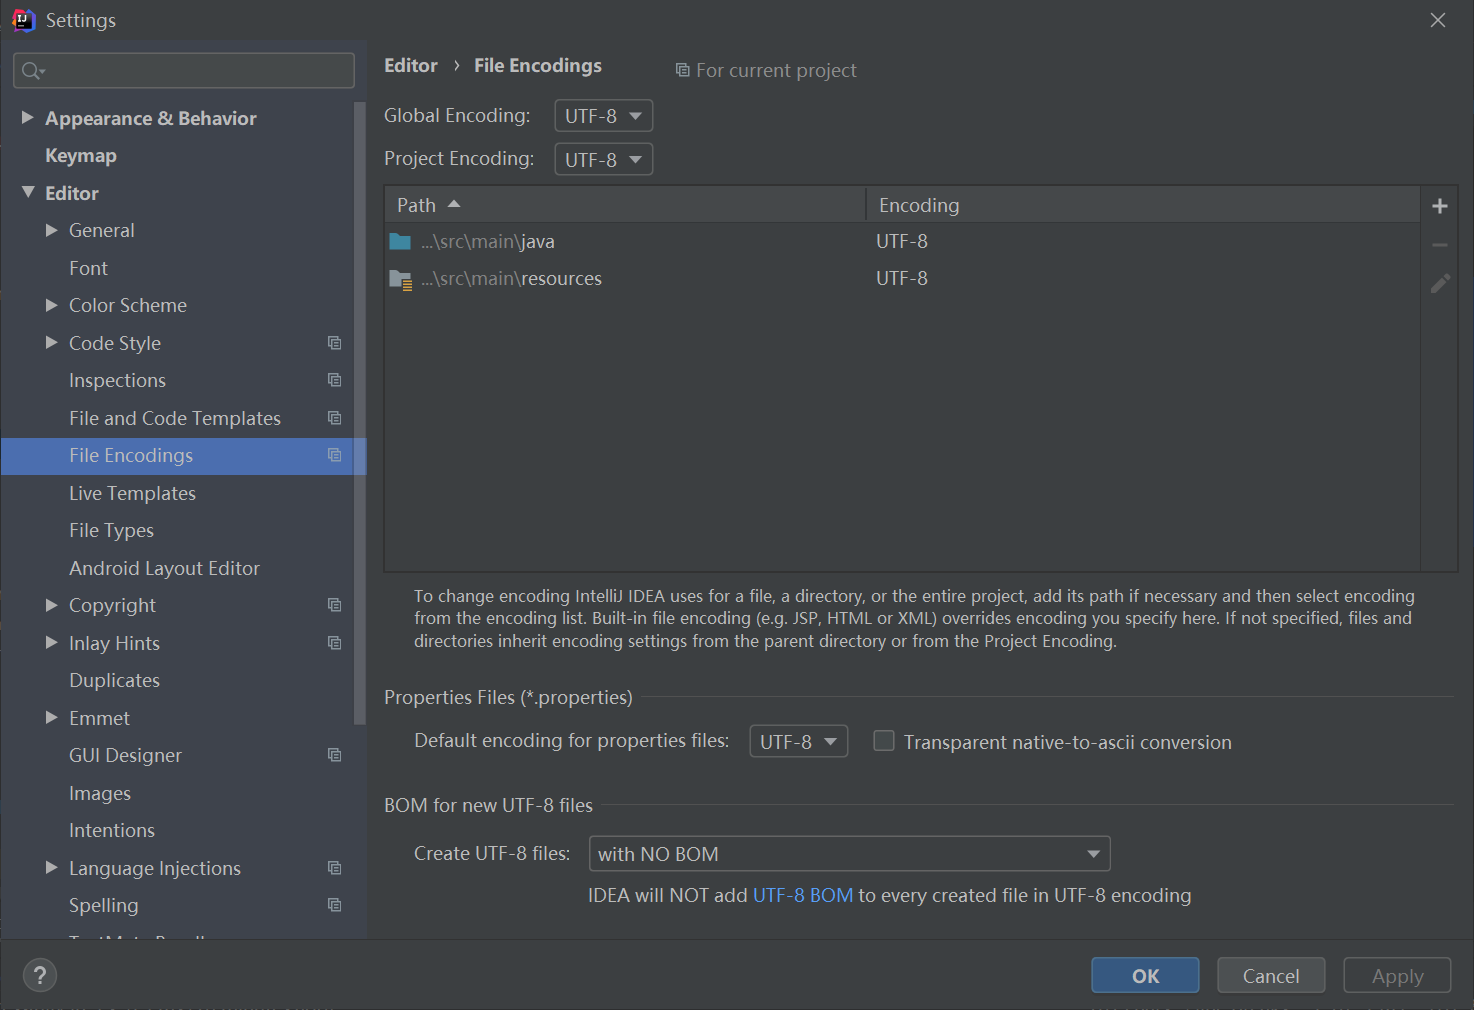 Settings
Editor › File Encodings For current project
Appearance & Behavior
Keymap
Editor
General
Font
Color Scheme
Code Style
Inspections
File and Code Templates
File Encodings
Live Templates
File Types
Android Layout Editor
Copyright
Inlay Hints
Duplicates
Emmet
GUI Designer
Images
Intentions
Language Injections
Spelling
Global Encoding: UTF-8
Project Encoding: UTF-8
Path Encoding
...\src\main\java UTF-8
...\src\main\resources UTF-8
To change encoding IntelliJ IDEA uses for a file, a directory, or the entire project, add its path if necessary and then select encoding
from the encoding list. Built-in file encoding (e.g. JSP, HTML or XML) overrides encoding you specify here. If not specified, files and
directories inherit encoding settings from the parent directory or from the Project Encoding.
Properties Files (*.properties)
Default encoding for properties files: UTF-8 Transparent native-to-ascii conversion
BOM for new UTF-8 files
Create UTF-8 files: with NO BOM
IDEA will NOT add UTF-8 BOM to every created file in UTF-8 encoding
? OK Cancel Apply